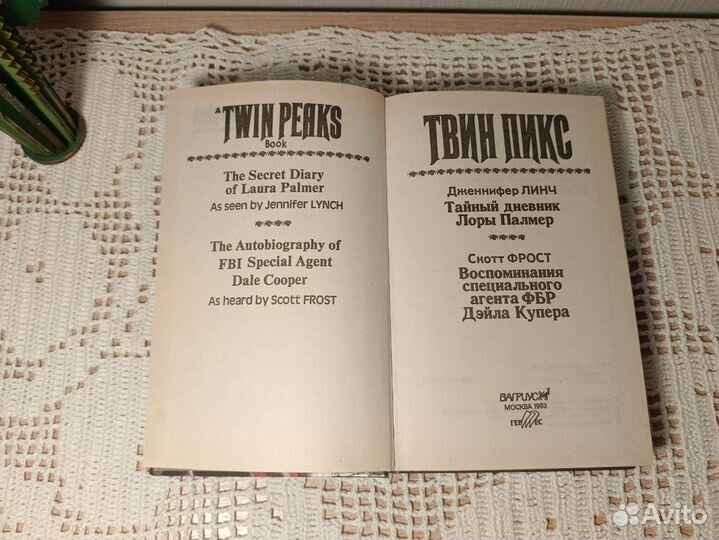 A TWIN PEAKS
Book
The Secret Diary
of Laura Palmer
As seen by Jennifer LYNCH
The Autobiography of
FBI Special Agent
Dale Cooper
As heard by Scott FROST
ТВИН ПИКС
Дженнифер ЛИНЧ
Тайный дневник
Лоры Палмер
Скотт ФРОСТ
Воспоминания
специального
агента ФБР
Дэйла Купера
ВАГРИУС
МОСКВА 1993
ГЕРМЕС
Avito